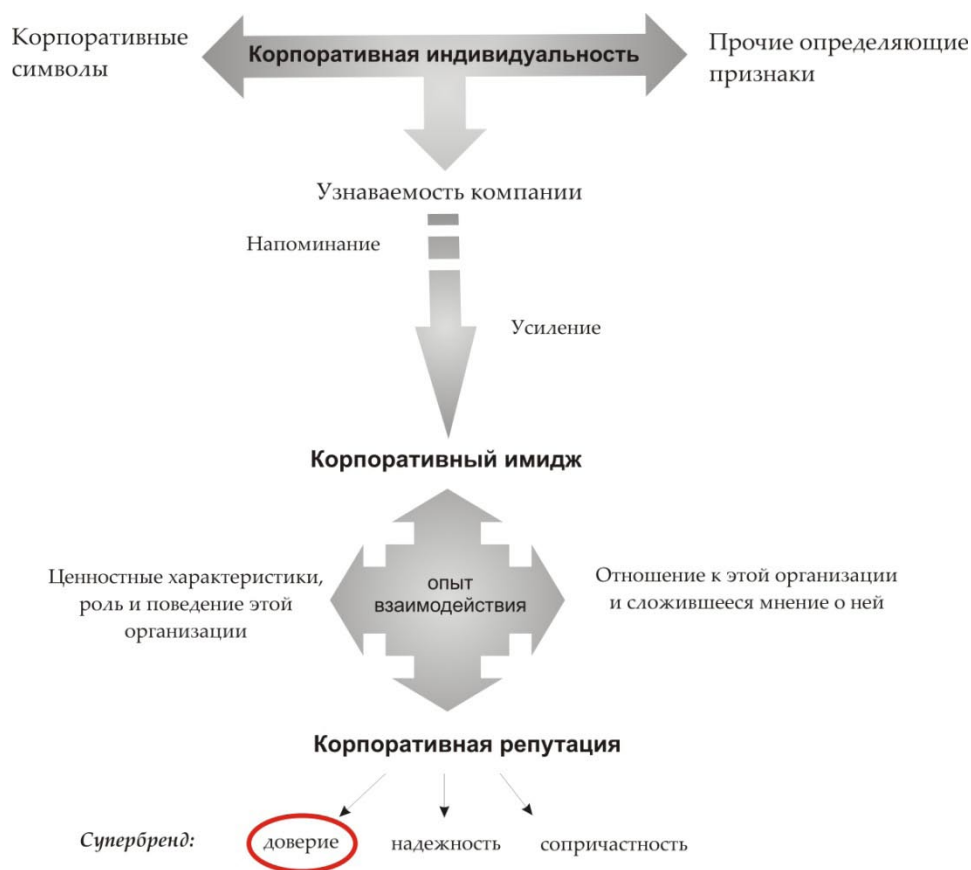 Корпоративные
символы
Корпоративная индивидуальность
Прочие определяющие
признаки
Узнаваемость компании
Напоминание
Усиление
Корпоративный имидж
Ценностные характеристики,
роль и поведение этой
организации
опыт
взаимодействия
Отношение к этой организации
и сложившееся мнение о ней
Корпоративная репутация
Супербренд:
доверие
надежность
сопричастность